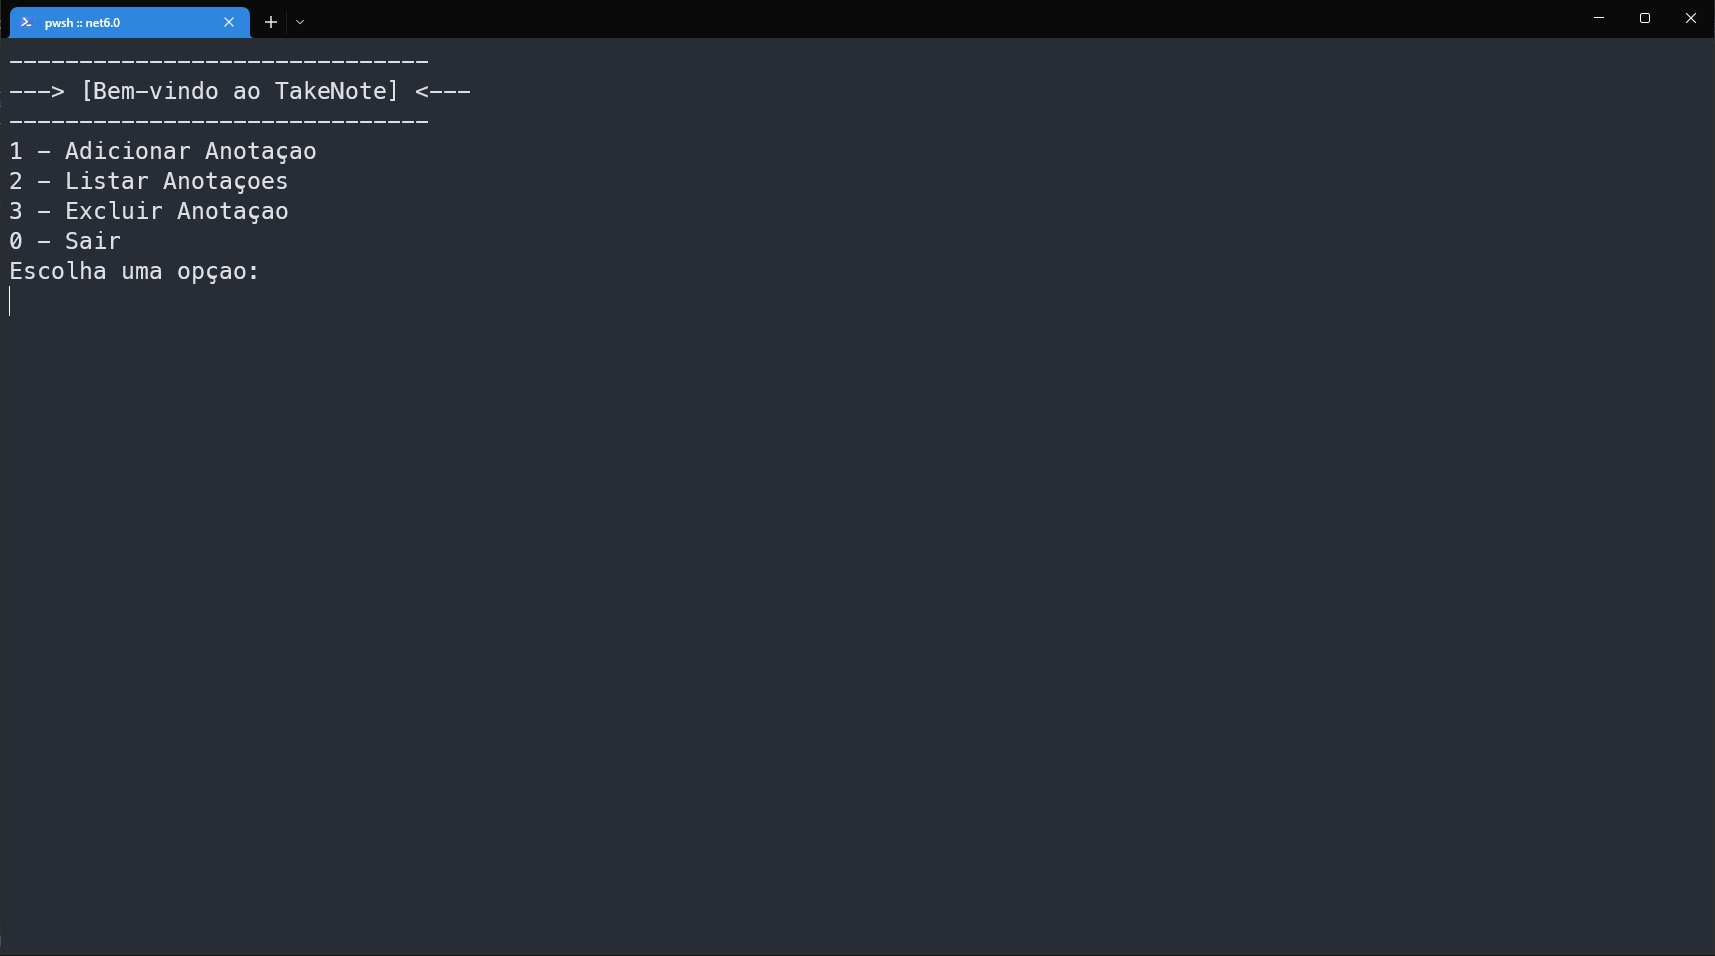 pwsh :: net6.0
------------------------------
----> [Bem-vindo ao TakeNote] <----
------------------------------
1 - Adicionar Anotaçao
2 - Listar Anotaçoes
3 - Excluir Anotaçao
0 - Sair
Escolha uma opçao: